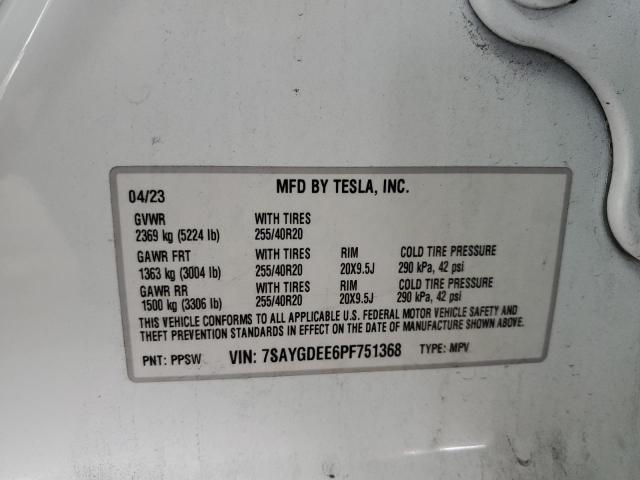 MFD BY TESLA, INC.
04/23
GVWR WITH TIRES
2369 kg (5224 lb) 255/40R20
GAWR FRT WITH TIRES RIM COLD TIRE PRESSURE
1363 kg (3004 lb) 255/40R20 20X9.5J 290 kPa, 42 psi
GAWR RR WITH TIRES RIM COLD TIRE PRESSURE
1500 kg (3306 lb) 255/40R20 20X9.5J 290 kPa, 42 psi
THIS VEHICLE CONFORMS TO ALL APPLICABLE U.S. FEDERAL MOTOR VEHICLE SAFETY AND
THEFT PREVENTION STANDARDS IN EFFECT ON THE DATE OF MANUFACTURE SHOWN ABOVE.
PNT: PPSW VIN: 7SAYGDEE6PF751368 TYPE: MPV